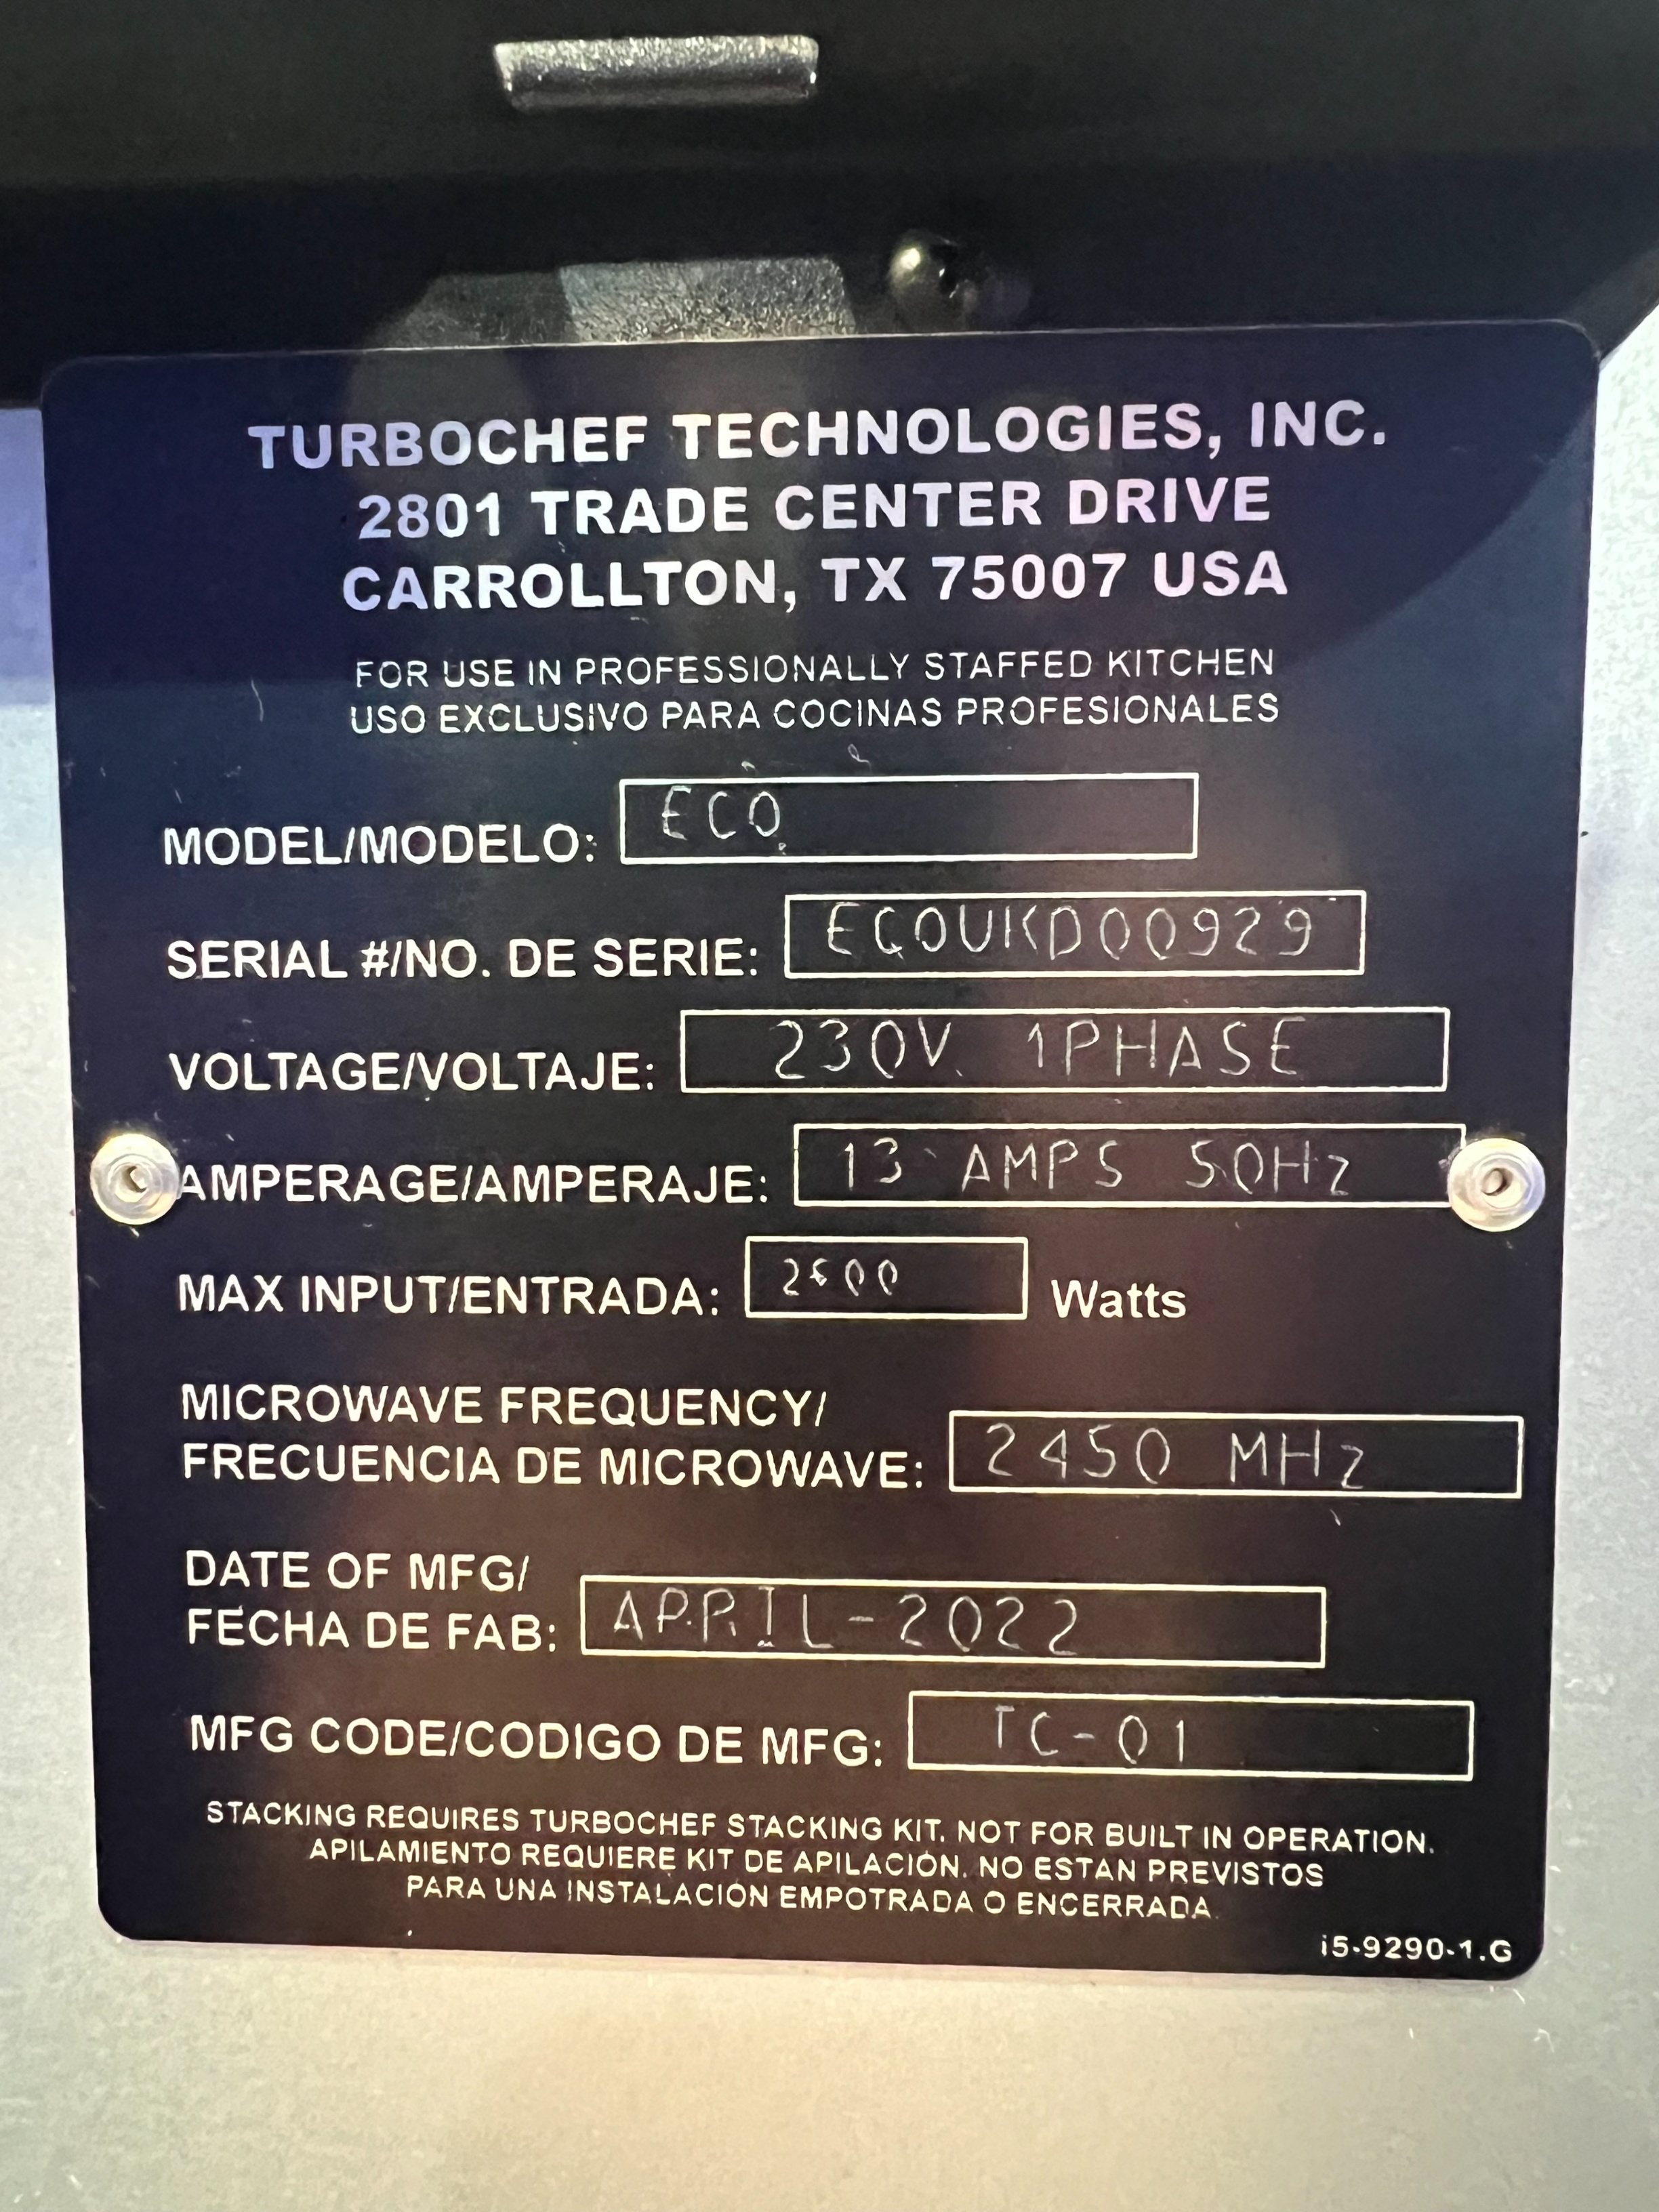 TURBOCHEF TECHNOLOGIES, INC.
2801 TRADE CENTER DRIVE
CARROLLTON, TX 75007 USA
FOR USE IN PROFESSIONALLY STAFFED KITCHEN
USO EXCLUSIVO PARA COCINAS PROFESIONALES
MODEL/MODELO: ECO
SERIAL #/NO. DE SERIE: ECOUKD00929
VOLTAGE/VOLTAJE: 230V 1PHASE
AMPERAGE/AMPERAJE: 13 AMPS 50Hz
MAX INPUT/ENTRADA: Watts
MICROWAVE FREQUENCY/
FRECUENCIA DE MICROWAVE: 2450 MHz
DATE OF MFG/
FECHA DE FAB: APRIL-2022
MFG CODE/CODIGO DE MFG: TC-01
STACKING REQUIRES TURBOCHEF STACKING KIT. NOT FOR BUILT IN OPERATION.
APILAMIENTO REQUIERE KIT DE APILACIÓN. NO ESTAN PREVISTOS
PARA UNA INSTALACIÓN EMPOTRADA O ENCERRADA.
i5-9290-1.G